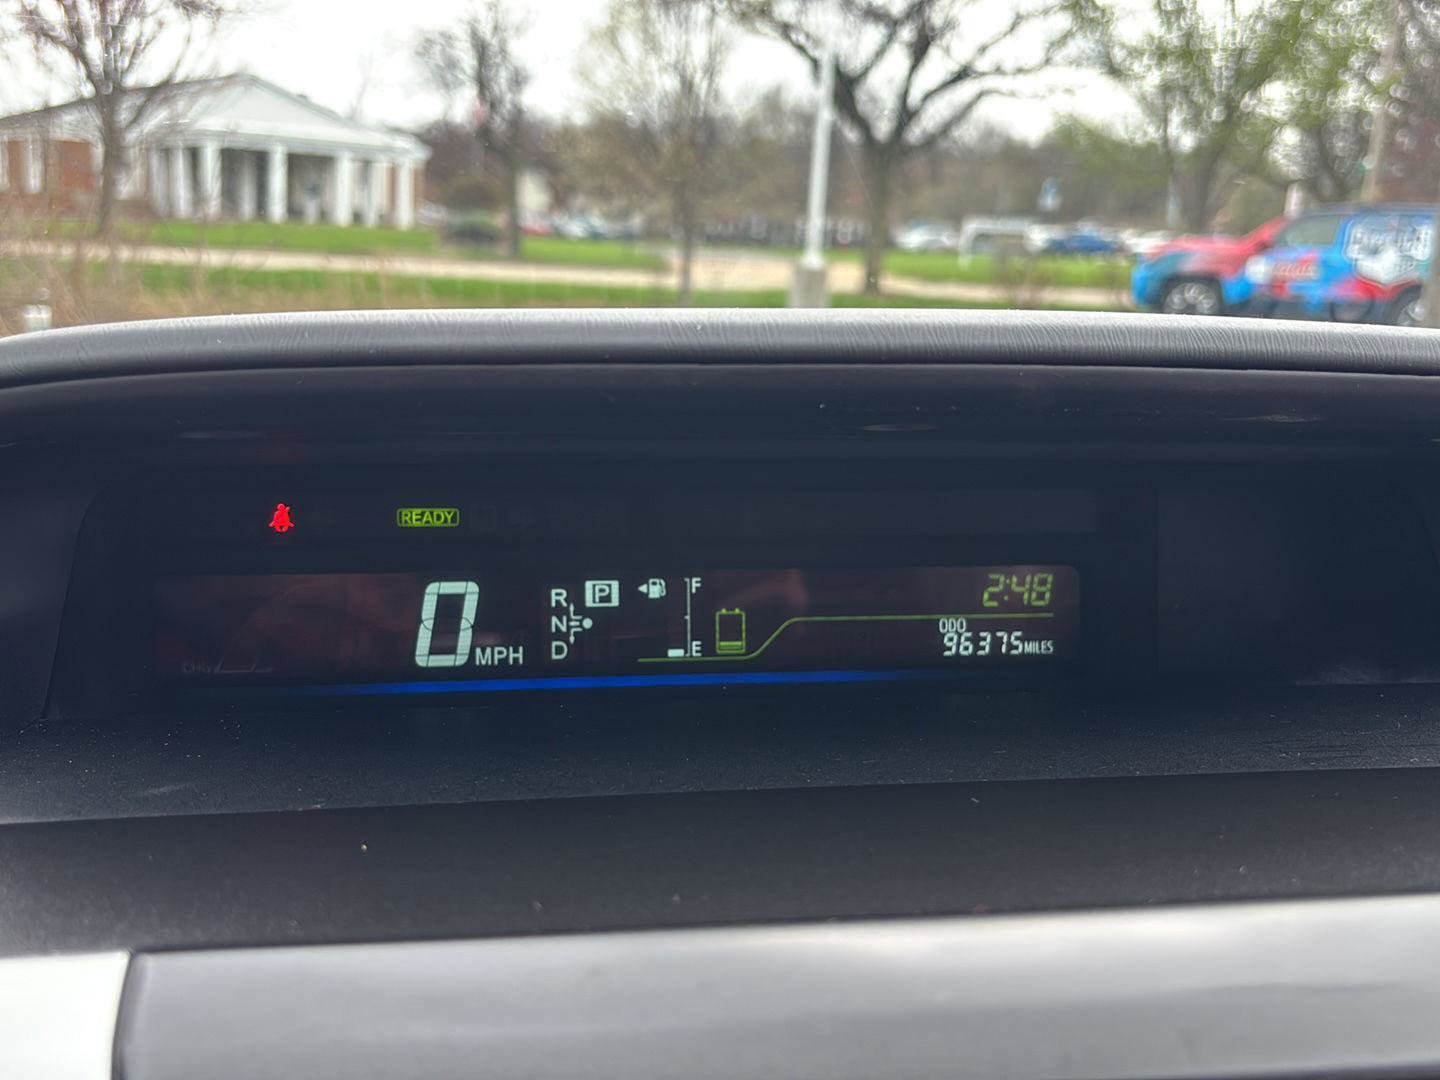 READY
0 MPH
R P
N
D
F
E
2:48
ODO
96375 MILES